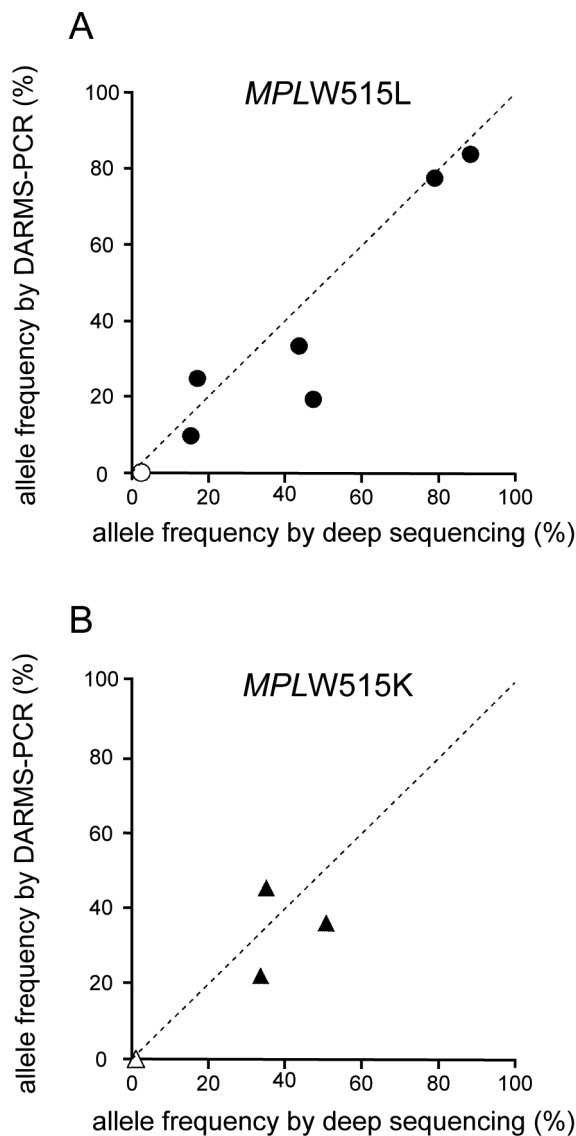 A
MPLW515L
allele frequency by DARMS-PCR (%)
100
80
60
40
20
0
0 20 40 60 80 100
allele frequency by deep sequencing (%)
B
MPLW515K
allele frequency by DARMS-PCR (%)
100
80
60
40
20
0
0 20 40 60 80 100
allele frequency by deep sequencing (%)